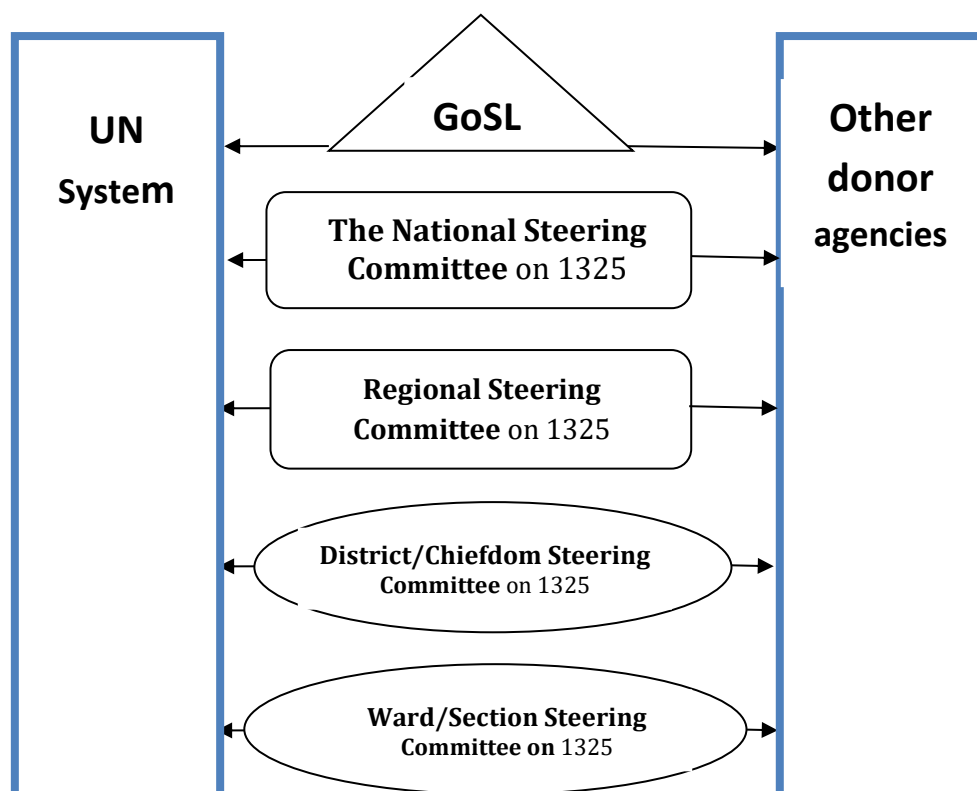 UN
System
GoSL
Other
donor
agencies
The National Steering
Committee on 1325
Regional Steering
Committee on 1325
District/Chiefdom Steering
Committee on 1325
Ward/Section Steering
Committee on 1325